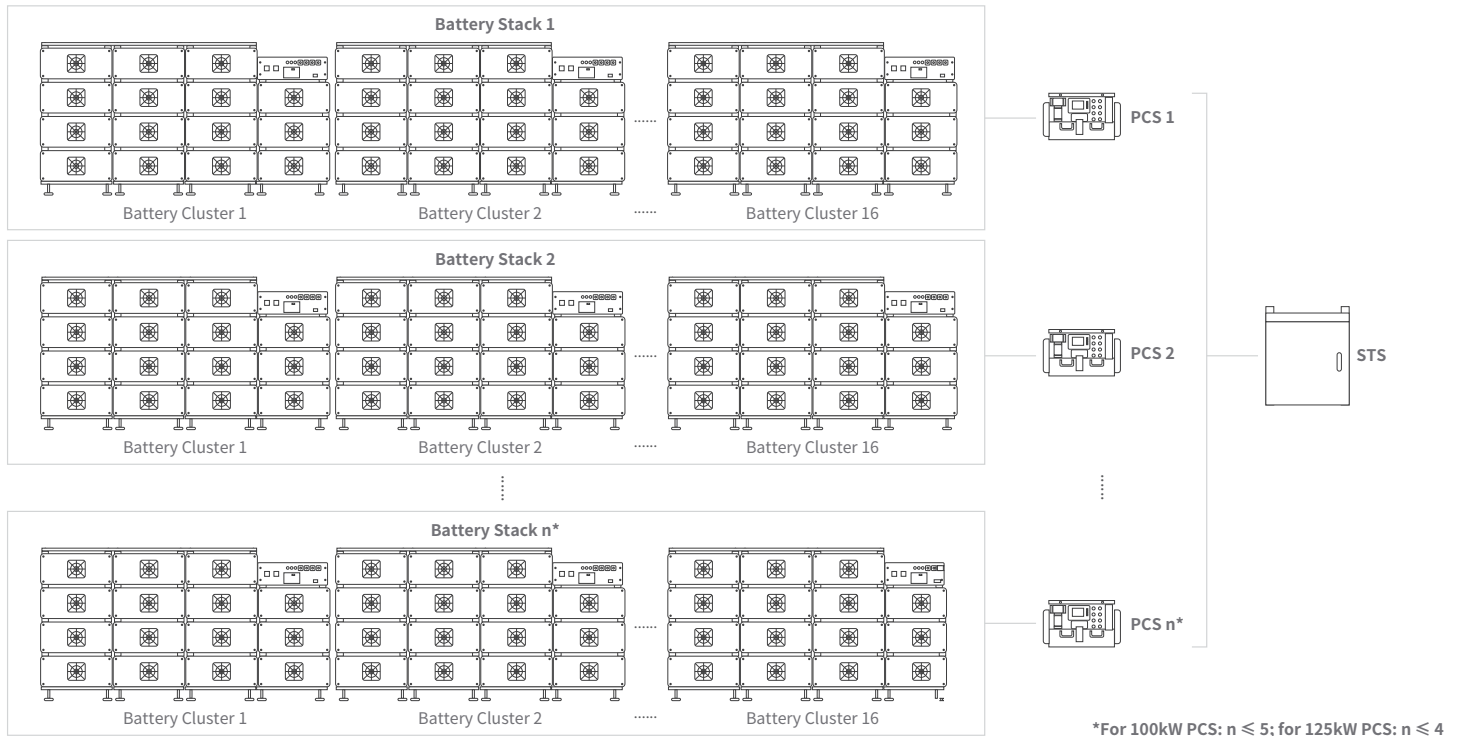 Battery Stack 1
......
PCS 1
Battery Cluster 1
Battery Cluster 2
......
Battery Cluster 16
Battery Stack 2
......
PCS 2
STS
Battery Cluster 1
Battery Cluster 2
......
Battery Cluster 16
......
......
Battery Stack n*
......
PCS n*
Battery Cluster 1
Battery Cluster 2
......
Battery Cluster 16
*For 100kW PCS: n ⩽ 5; for 125kW PCS: n ⩽ 4